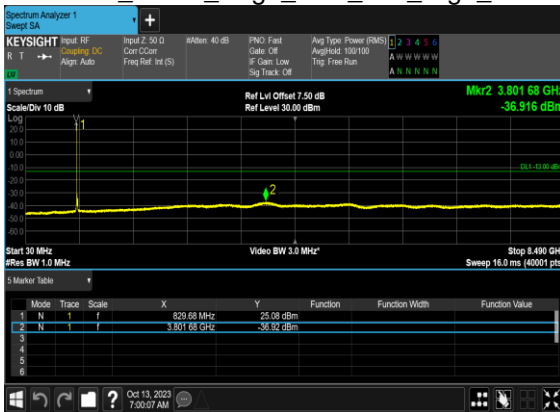 Spectrum Analyzer 1
Swept SA
KEYSIGHT Input: RF Input Z: 50 Ω #Atten: 40 dB PNO: Fast Avg Type: Power (RMS) 1 2 3 4 5 6
R T Coupling: DC Corr CCorr Gate: Off Avg|Hold: 100/100 A W W W W W
Align: Auto Freq Ref: Int (S) IF Gain: Low Trig: Free Run
Sig Track: Off A N N N N N
1 Spectrum Ref Lvl Offset 7.50 dB Mkr2 3.801 68 GHz
Scale/Div 10 dB Ref Level 30.00 dBm -36.916 dBm
Log
20.0
10.0
0.00
-10.0
DL1 -13.00 dBm
-20.0
-30.0
-40.0
-50.0
-60.0
1
2
Start 30 MHz Video BW 3.0 MHz* Stop 8.490 GHz
#Res BW 1.0 MHz Sweep 16.0 ms (40001 pts)
5 Marker Table
Mode Trace Scale X Y Function Function Width Function Value
1 N 1 f 829.68 MHz 25.08 dBm
2 N 1 f 3.801 68 GHz -36.92 dBm
3
4
5
6
? Oct 13, 2023
7:00:07 AM